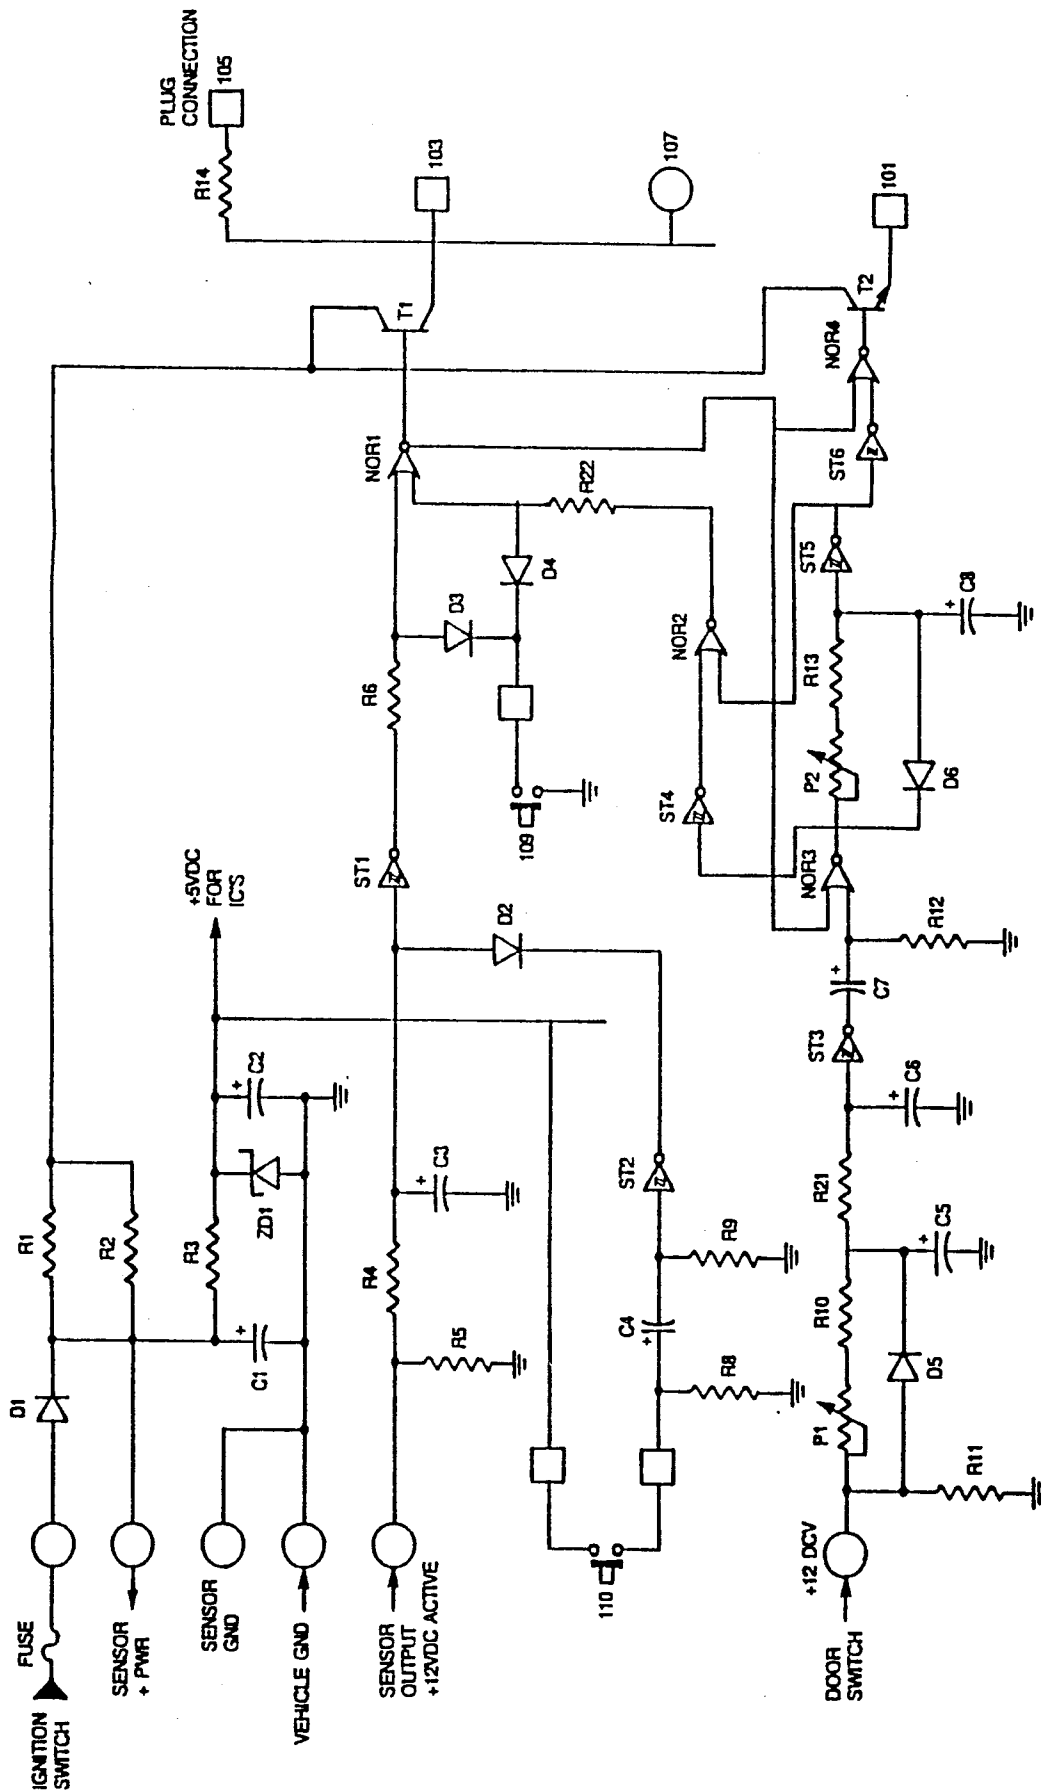 IGNITION
SWITCH
FUSE
D1
R1
SENSOR
+ PWR
R2
SENSOR
GND
R3
+
C1
ZD1
+
C2
+5VDC
FOR
IC'S
PLUG
CONNECTION
105
R14
VEHICLE GND
SENSOR
OUTPUT
+12VDC ACTIVE
R5
R4
+
C3
ST1
D2
R6
D3
D4
109
NOR1
T1
103
107
R22
110
R8
+
C4
R9
ST2
ST4
NOR2
DOOR
SWITCH
+12 DCV
R11
P1
D5
R10
+
C5
R21
+
C6
ST3
+
C7
R12
NOR3
P2
R13
D6
+
C8
ST5
ST6
NOR4
T2
101